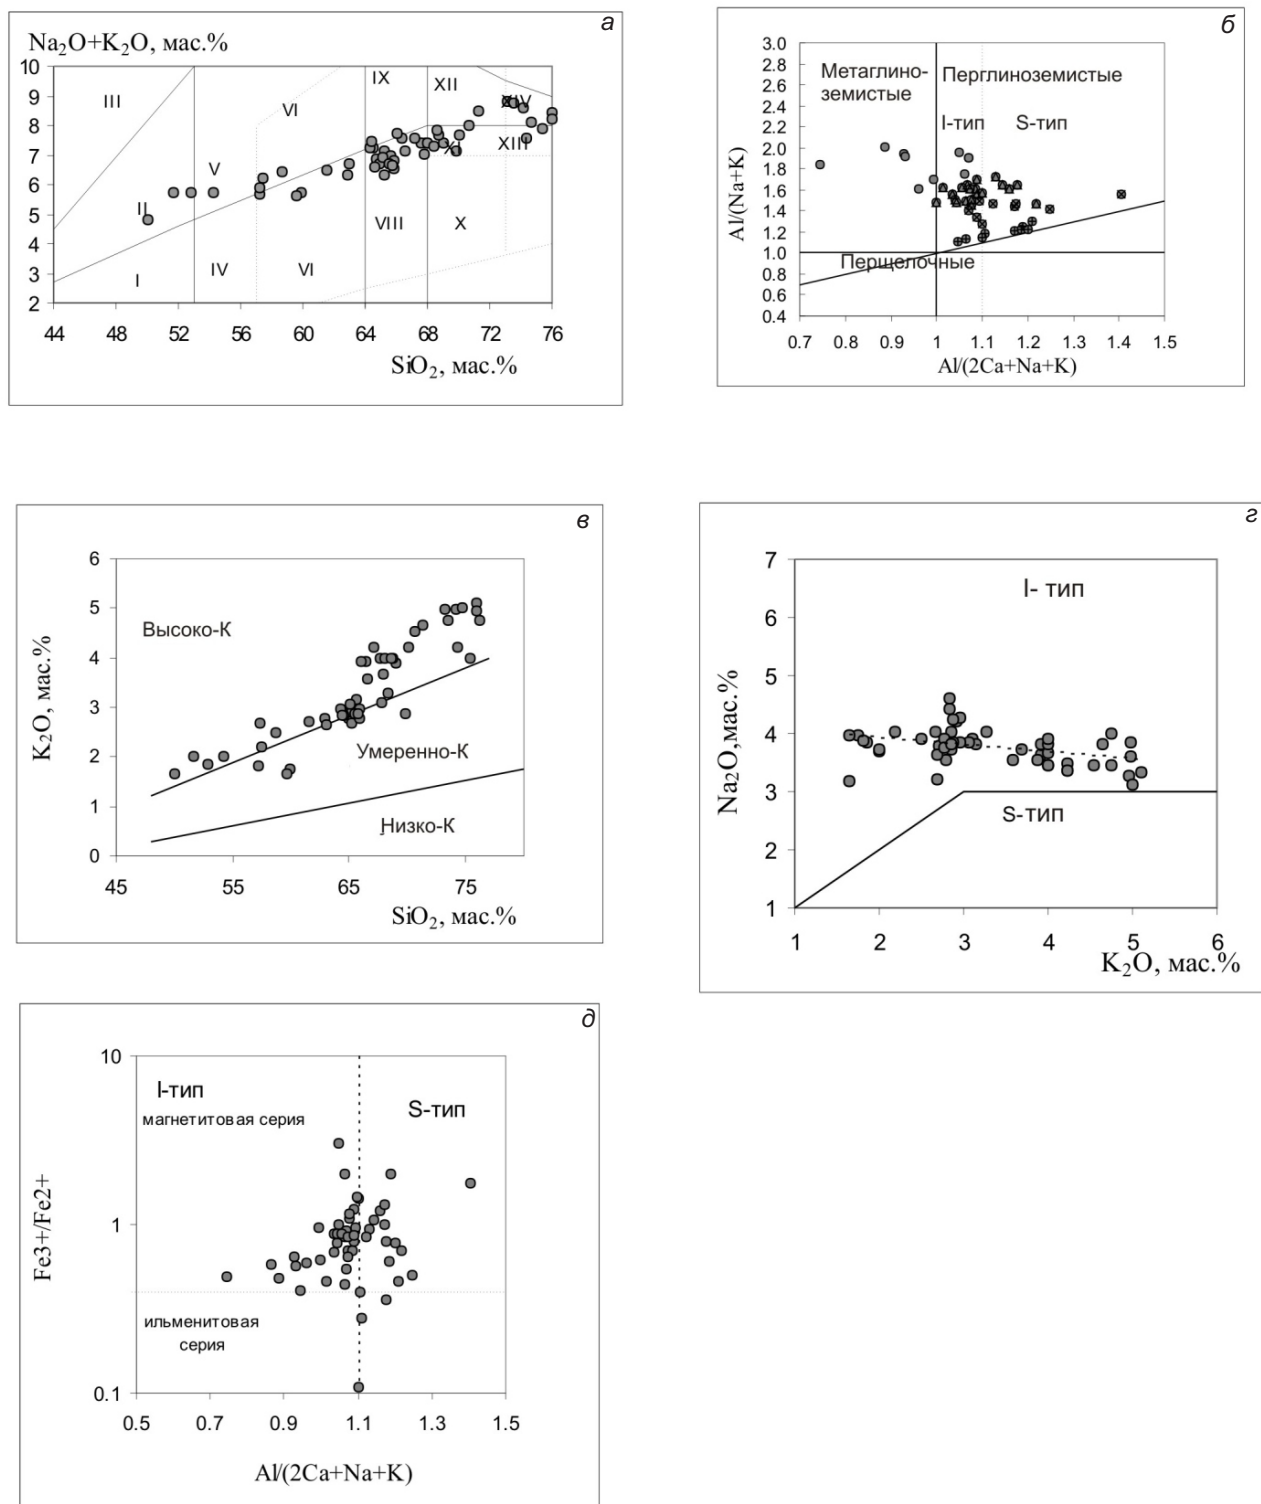 а
Na₂O+K₂O, мас.%
10
9
8
7
6
5
4
3
2
III
VI
IX
XII
XIV
V
XI
XIII
II
VIII
X
I
IV
VI
44 48 52 56 60 64 68 72 76
SiO₂, мас.%
б
Al/(Na+K)
3.0
2.8
2.6
2.4
2.2
2.0
1.8
1.6
1.4
1.2
1.0
0.8
0.6
0.4
Метаглино-
земистые
Перглиноземистые
I-тип
S-тип
Перщелочные
0.7 0.8 0.9 1 1.1 1.2 1.3 1.4 1.5
Al/(2Ca+Na+K)
в
K₂O, мас.%
6
5
4
3
2
1
0
Высоко-К
Умеренно-К
Низко-К
45 55 65 75
SiO₂, мас.%
г
Na₂O,мас.%
7
6
5
4
3
2
1
I- тип
S-тип
1 2 3 4 5 6
K₂O, мас.%
д
Fe3+/Fe2+
10
1
0.1
I-тип
магнетитовая серия
S-тип
ильменитовая
серия
0.5 0.7 0.9 1.1 1.3 1.5
Al/(2Ca+Na+K)